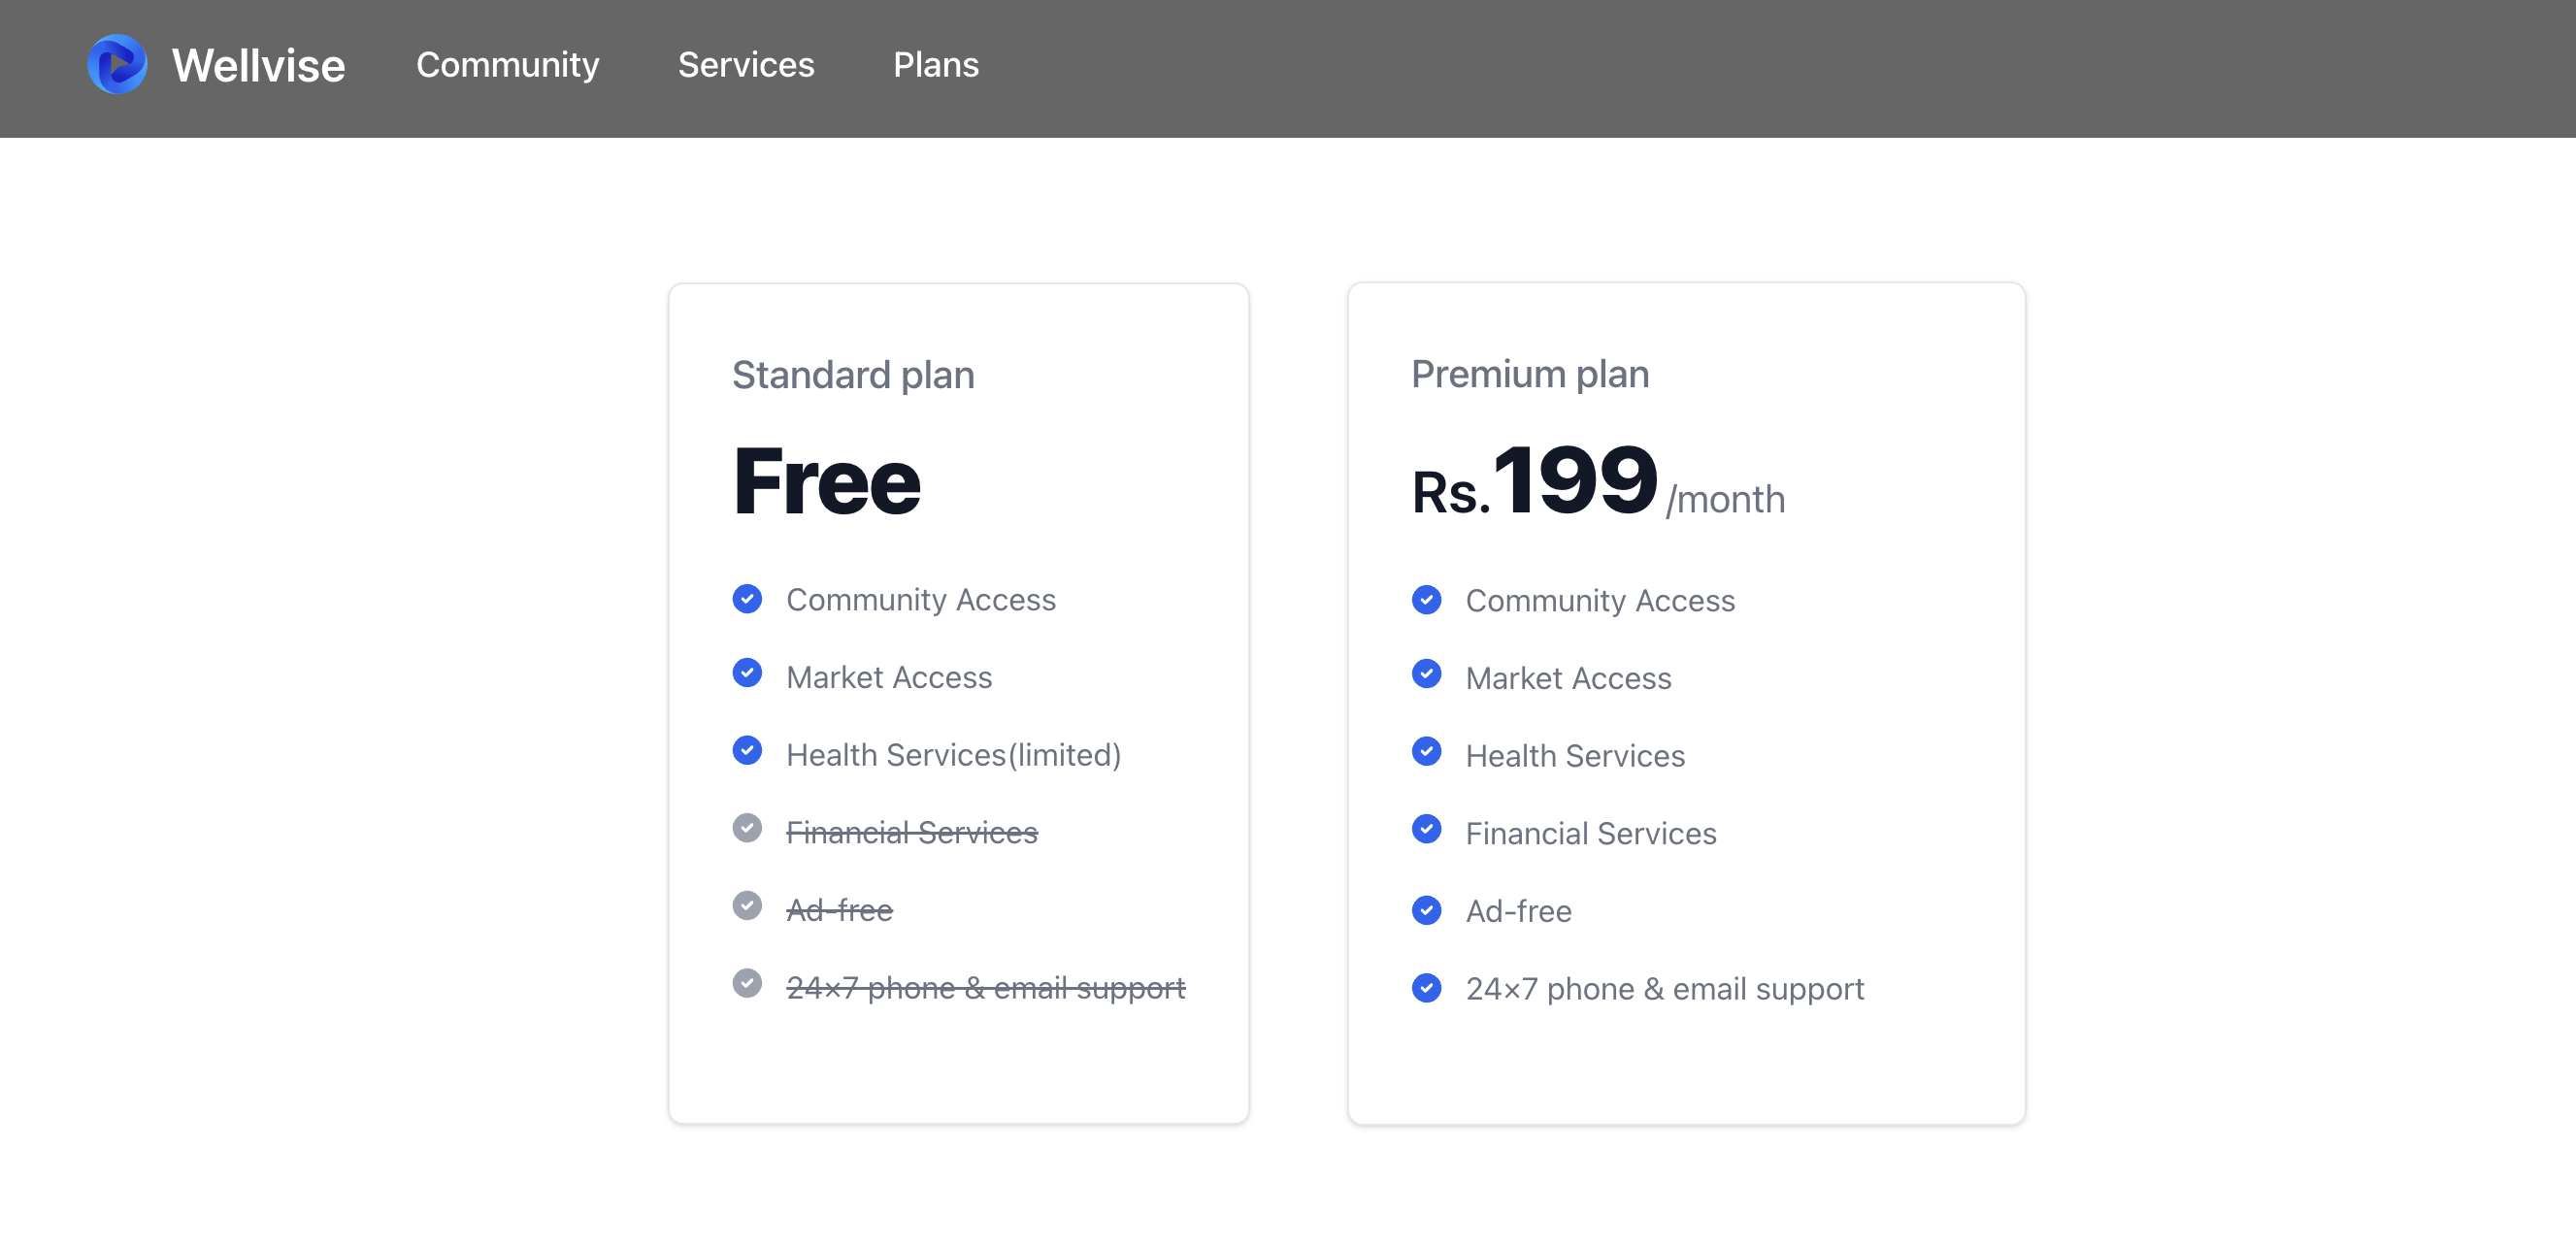 Wellvise Community Services Plans
Standard plan
Free
Community Access
Market Access
Health Services(limited)
Financial Services
Ad-free
24×7 phone & email support
Premium plan
Rs.199/month
Community Access
Market Access
Health Services
Financial Services
Ad-free
24×7 phone & email support